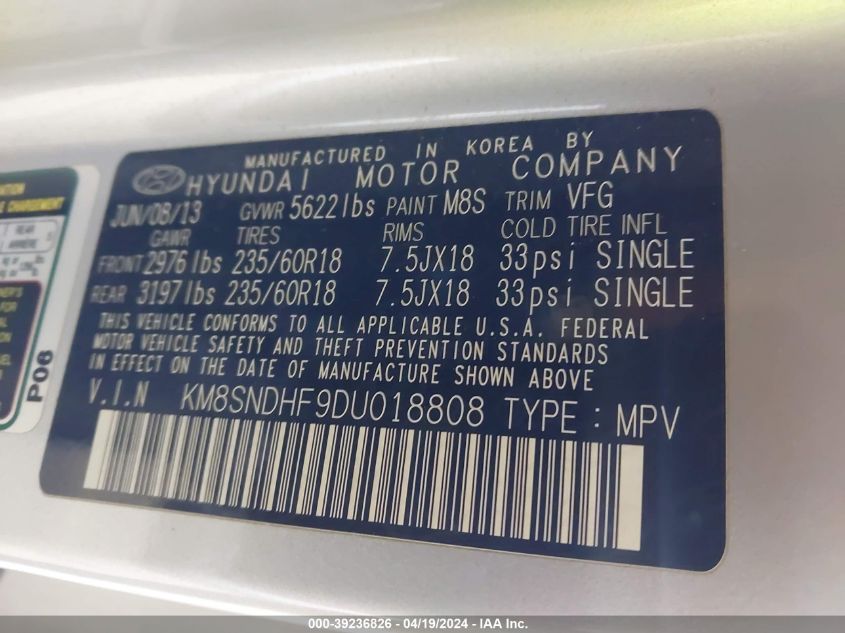 MANUFACTURED IN KOREA BY
HYUNDAI MOTOR COMPANY
JUN/08/13 GVWR 5622lbs PAINT M8S TRIM VFG
GAWR TIRES RIMS COLD TIRE INFL
FRONT 2976lbs 235/60R18 7.5JX18 33psi SINGLE
REAR 3197lbs 235/60R18 7.5JX18 33psi SINGLE
THIS VEHICLE CONFORMS TO ALL APPLICABLE U.S.A. FEDERAL
MOTOR VEHICLE SAFETY AND THEFT PREVENTION STANDARDS
IN EFFECT ON THE DATE OF MANUFACTURE SHOWN ABOVE
V.I.N KM8SNDHF9DU018808 TYPE : MPV
REAR
P06
000-39236826 - 04/19/2024 - IAA Inc.